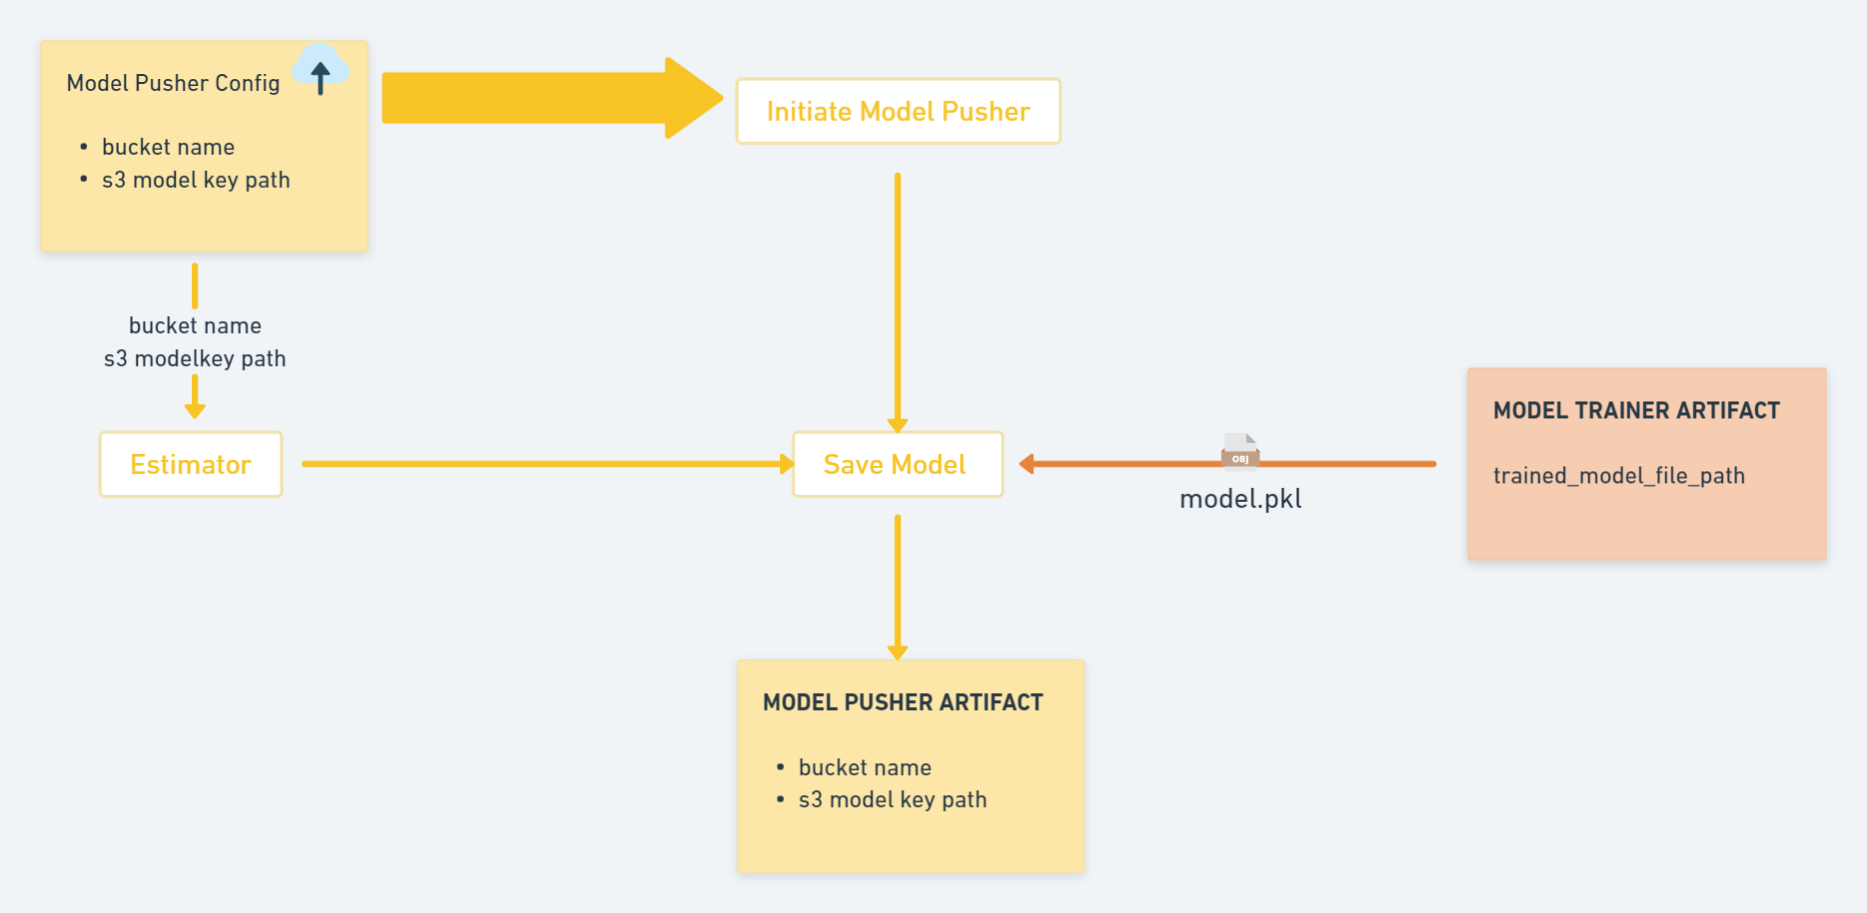 Model Pusher Config
• bucket name
• s3 model key path
Initiate Model Pusher
bucket name
s3 modelkey path
Estimator
Save Model
OBJ
model.pkl
MODEL TRAINER ARTIFACT
trained_model_file_path
MODEL PUSHER ARTIFACT
• bucket name
• s3 model key path